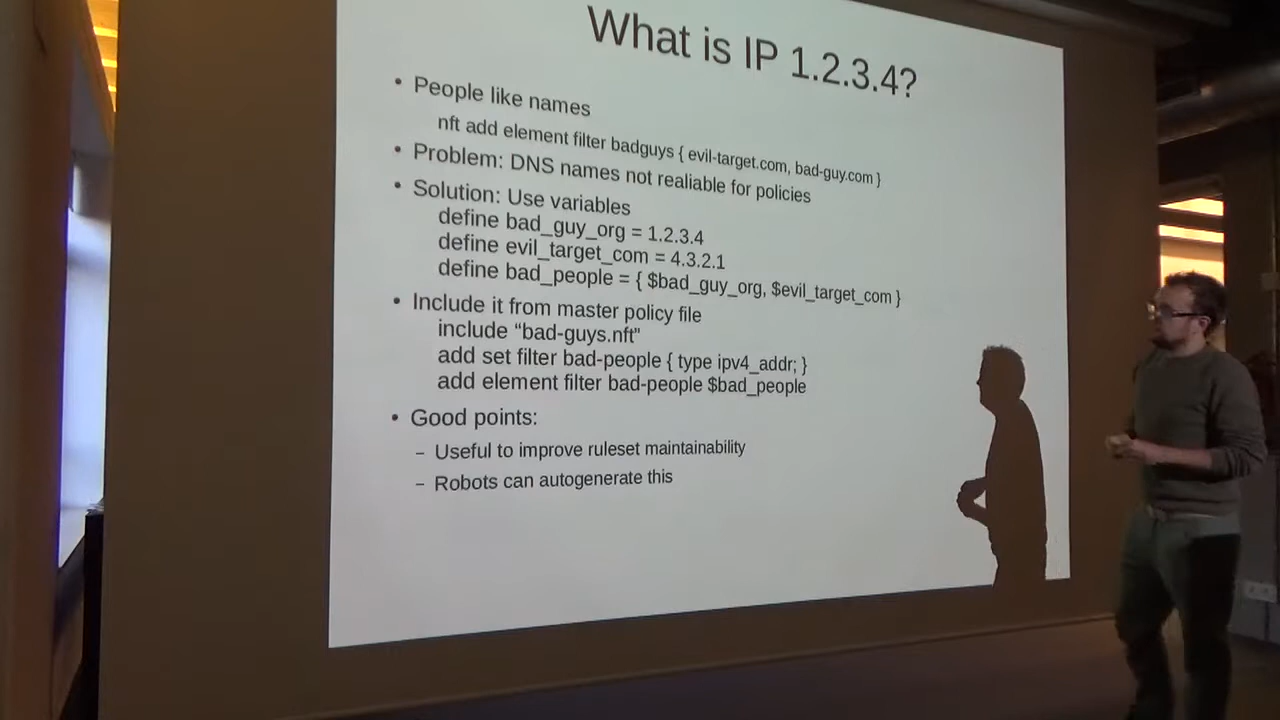 What is IP 1.2.3.4?
• People like names
nft add element filter badguys { evil-target.com, bad-guy.com }
• Problem: DNS names not realiable for policies
• Solution: Use variables
define bad_guy_org = 1.2.3.4
define evil_target_com = 4.3.2.1
define bad_people = { $bad_guy_org, $evil_target_com }
• Include it from master policy file
include “bad-guys.nft"
add set filter bad-people { type ipv4_addr; }
add element filter bad-people $bad_people
• Good points:
– Useful to improve ruleset maintainability
– Robots can autogenerate this